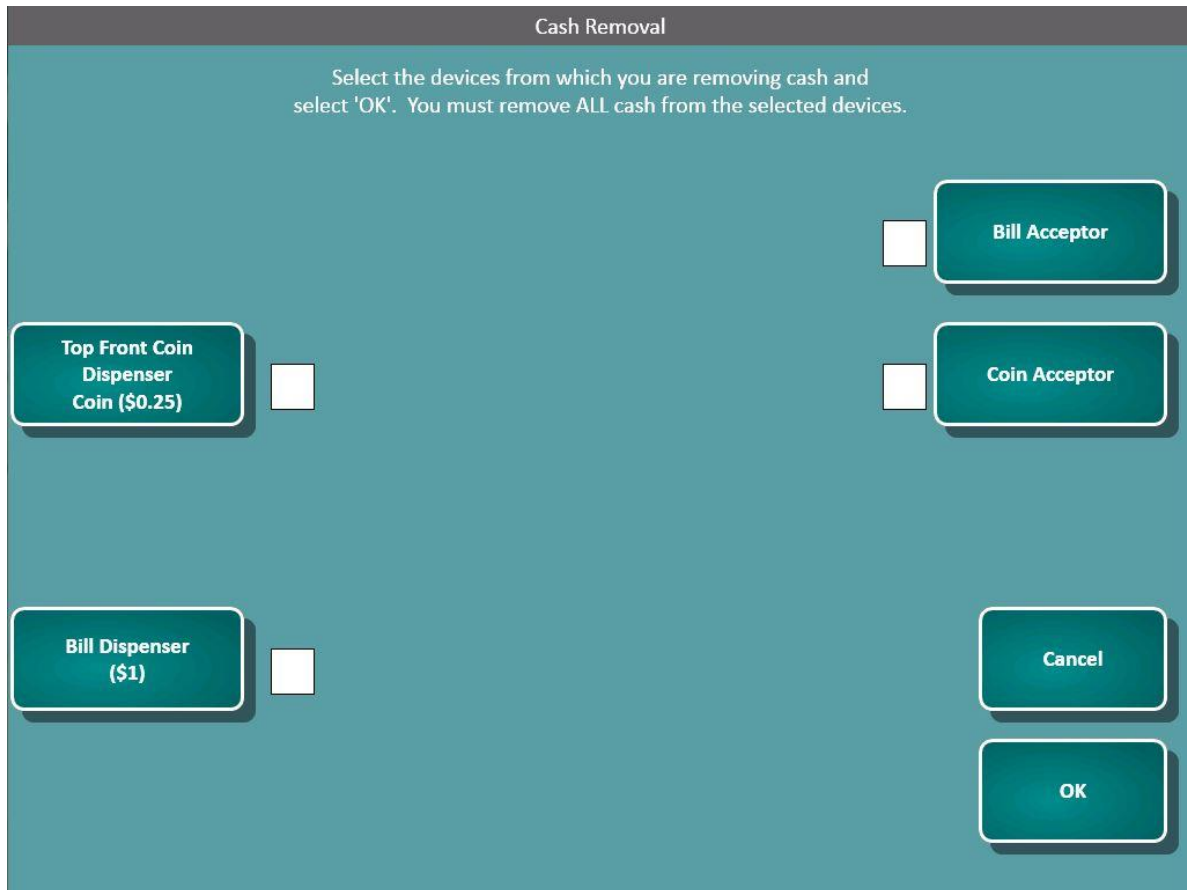 Cash Removal
Select the devices from which you are removing cash and
select 'OK'.  You must remove ALL cash from the selected devices.
Bill Acceptor
Top Front Coin
Dispenser
Coin ($0.25)
Coin Acceptor
Bill Dispenser
($1)
Cancel
OK